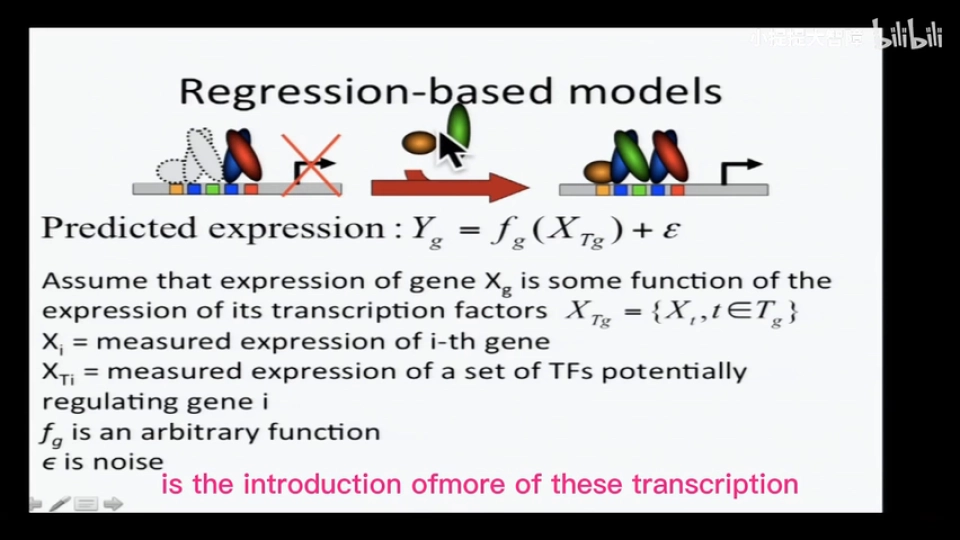 bilibili
Regression-based models
Predicted expression : Y_g = f_g(X_Tg) + ε
Assume that expression of gene X_g is some function of the
expression of its transcription factors X_Tg = {X_t, t∈T_g}
X_i = measured expression of i-th gene
X_Ti = measured expression of a set of TFs potentially
regulating gene i
f_g is an arbitrary function
ϵ is noise
is the introduction ofmore of these transcription